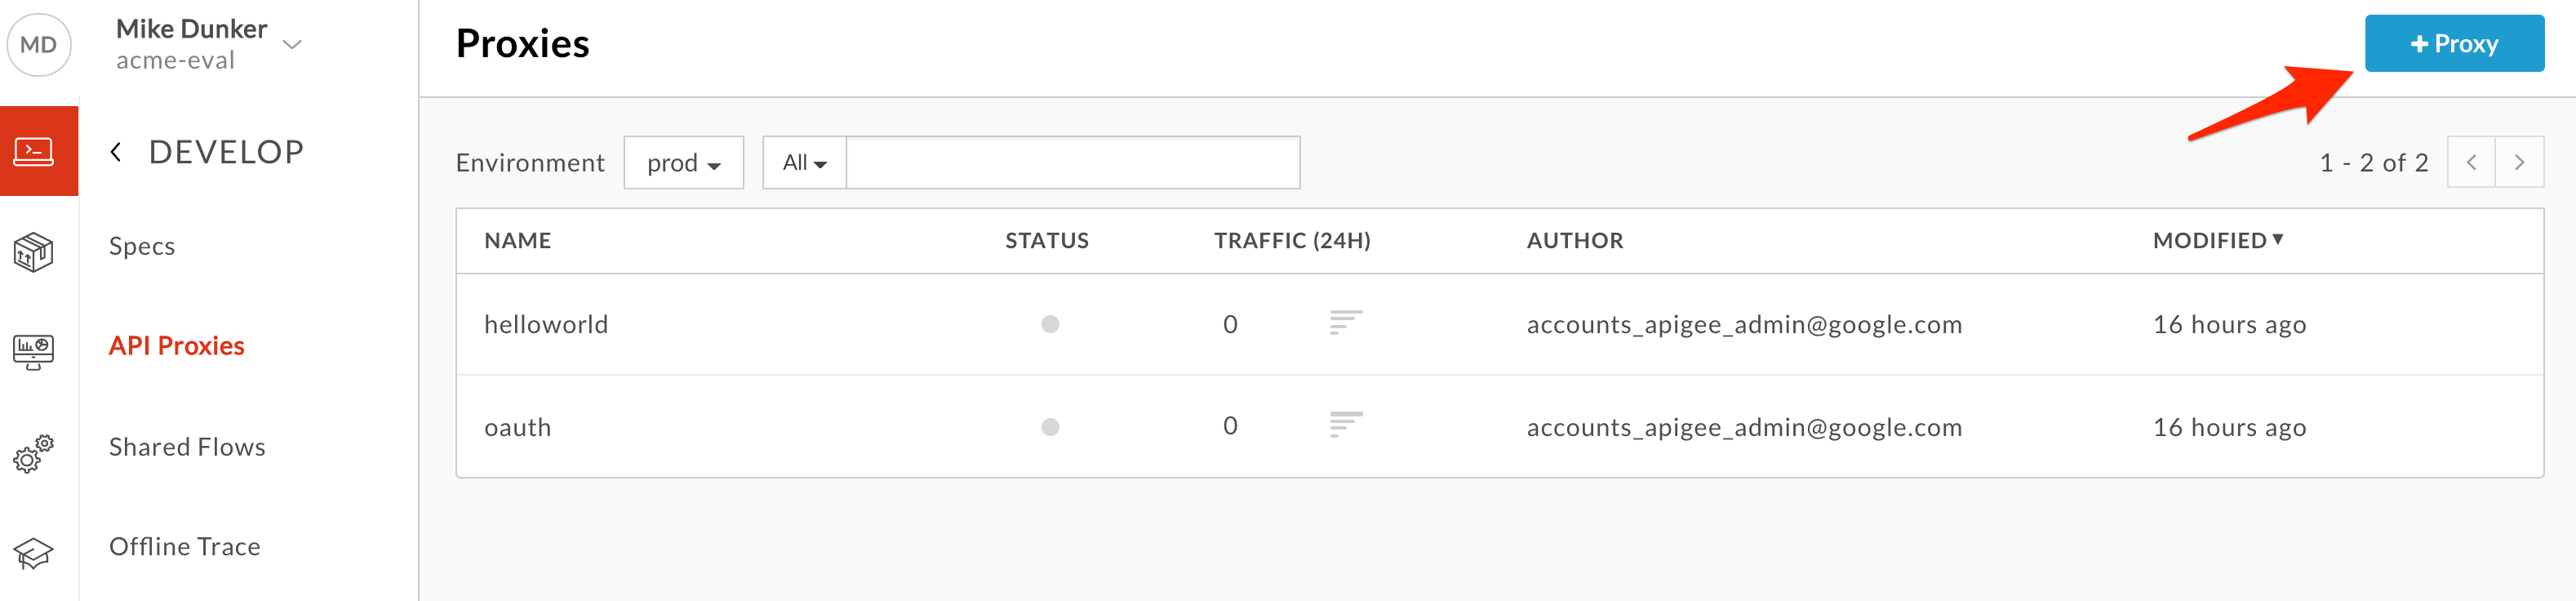 MD
Mike Dunker
acme-eval
DEVELOP
Specs
API Proxies
Shared Flows
Offline Trace
Proxies
+ Proxy
Environment prod All 1 - 2 of 2
NAME STATUS TRAFFIC (24H) AUTHOR MODIFIED
helloworld 0 accounts_apigee_admin@google.com 16 hours ago
oauth 0 accounts_apigee_admin@google.com 16 hours ago